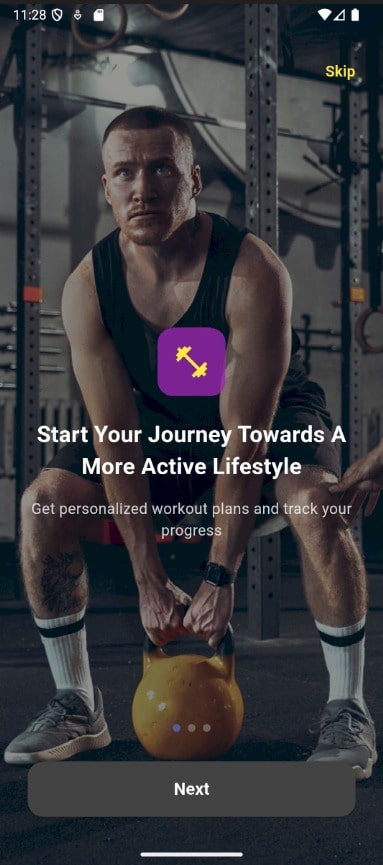 11:28
Skip
Start Your Journey Towards A
More Active Lifestyle
Get personalized workout plans and track your
progress
Next